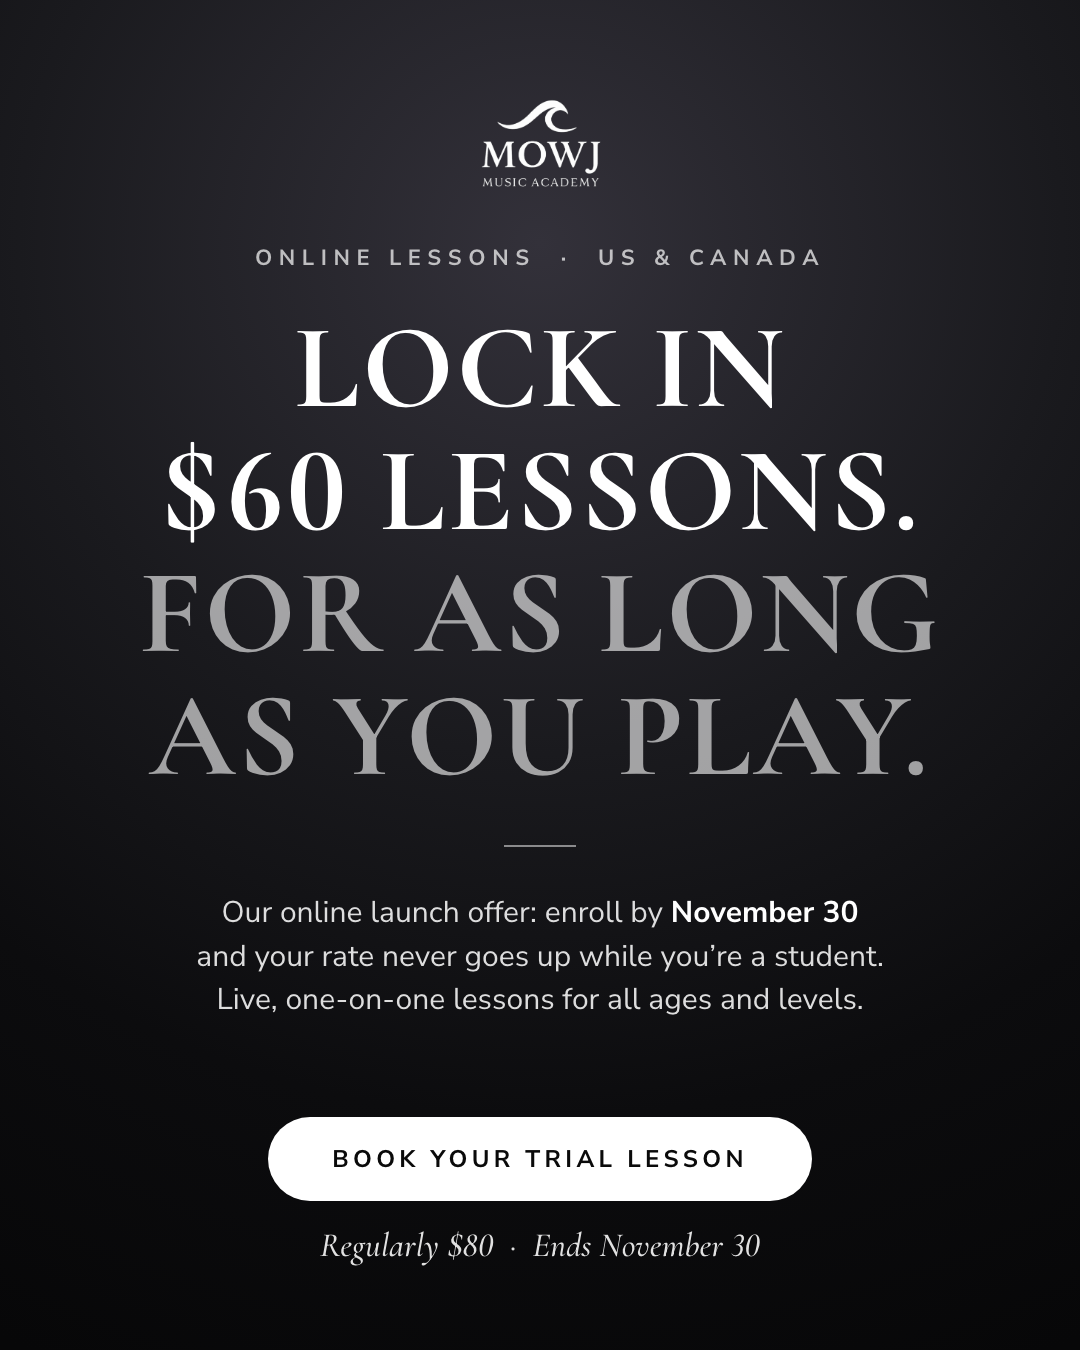 MOWJ
MUSIC ACADEMY
ONLINE LESSONS · US & CANADA
LOCK IN
$60 LESSONS.
FOR AS LONG
AS YOU PLAY.
Our online launch offer: enroll by November 30
and your rate never goes up while you’re a student.
Live, one-on-one lessons for all ages and levels.
BOOK YOUR TRIAL LESSON
Regularly $80 · Ends November 30